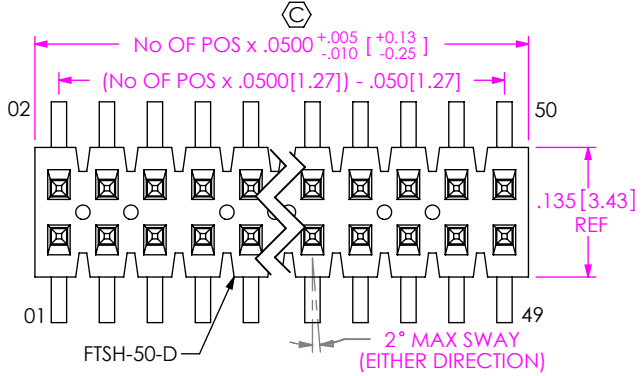 C
No OF POS x .0500 +.005 -.010 [ +0.13 -0.25 ]
(No OF POS x .0500[1.27]) - .050[1.27]
02
50
.135 [3.43]
REF
01
49
FTSH-50-D
2° MAX SWAY
(EITHER DIRECTION)